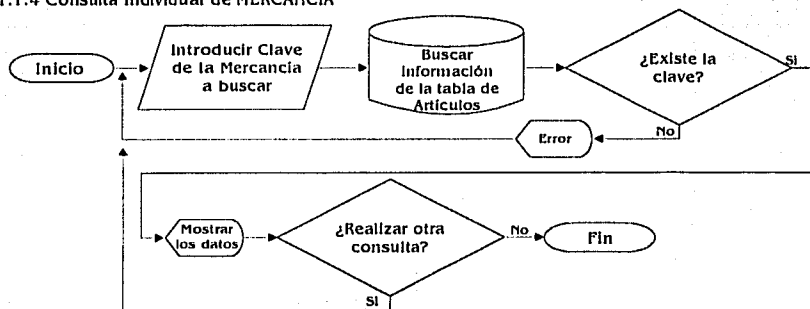 1.1.4 Consulta Individual de MERCANCIA
Inicio
Introducir Clave
de la Mercancía
a buscar
Buscar
Información
de la tabla de
Artículos
¿Existe la
clave?
Si
No
Error
Mostrar
los datos
¿Realizar otra
consulta?
No
Fin
Si